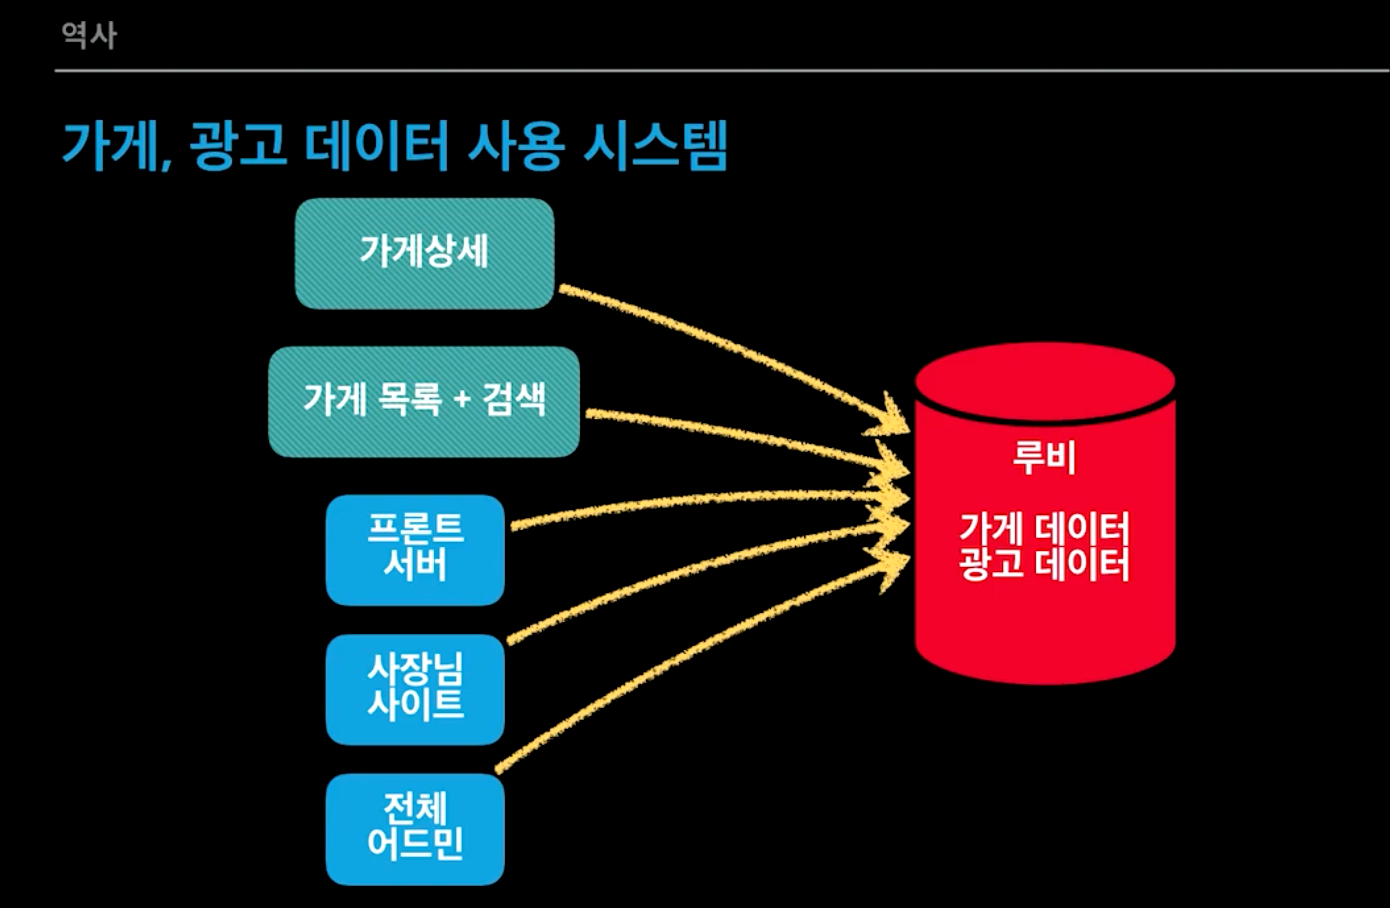 역사
가게, 광고 데이터 사용 시스템
가게상세
가게 목록 + 검색
프론트
서버
사장님
사이트
전체
어드민
루비
가게 데이터
광고 데이터